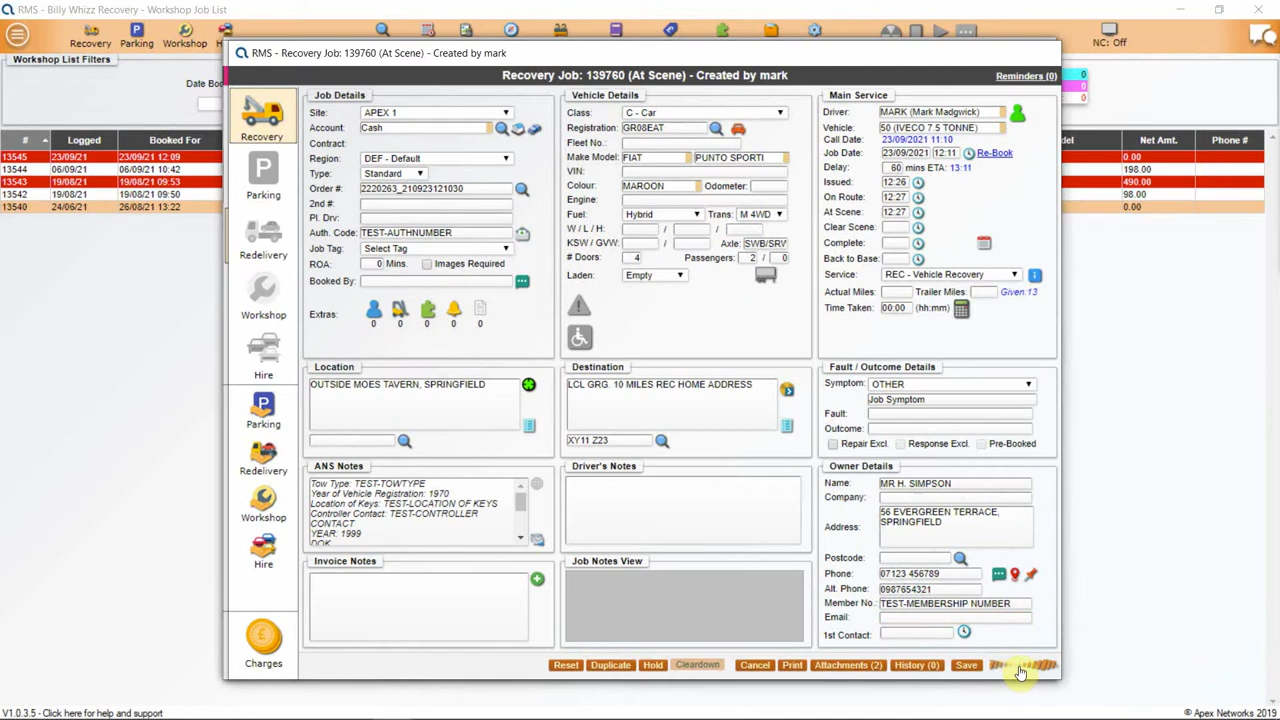 RMS - Billy Whizz Recovery - Workshop Job List
Recovery
Parking
Workshop
NC: Off
Workshop List Filters
Date Boo
0
0
0
# Logged Booked For
del Net Amt. Phone #
13545 23/09/21 23/09/21 12:09 0.00
13544 06/09/21 06/09/21 10:42 198.00
13543 19/08/21 19/08/21 09:53 490.00
13542 19/08/21 19/08/21 09:50 98.00
13540 24/06/21 26/08/21 13:22 0.00
RMS - Recovery Job: 139760 (At Scene) - Created by mark
Recovery Job: 139760 (At Scene) - Created by mark
Reminders (0)
Recovery
Parking
Redelivery
Workshop
Hire
Parking
Redelivery
Workshop
Hire
Charges
Job Details
Site: APEX 1
Account: Cash
Contract:
Region: DEF - Default
Type: Standard
Order #: 2220263_210923121030
2nd #:
Pl. Drv:
Auth. Code: TEST-AUTHNUMBER
Job Tag: Select Tag
ROA: 0 Mins. Images Required
Booked By:
Extras:
0 0 0 0 0
Vehicle Details
Class: C - Car
Registration: GR08EAT
Fleet No.:
Make Model: FIAT PUNTO SPORTI
VIN:
Colour: MAROON Odometer:
Engine:
Fuel: Hybrid Trans: M 4WD
W / L / H: / /
KSW / GVW: / Axle: SWB/SRW
# Doors: 4 Passengers: 2 / 0
Laden: Empty
Main Service
Driver: MARK (Mark Madgwick)
Vehicle: 50 (IVECO 7.5 TONNE)
Call Date: 23/09/2021 11:10
Job Date: 23/09/2021 12:11 Re-Book
Delay: 60 mins ETA: 13:11
Issued: 12:26
On Route: 12:27
At Scene: 12:27
Clear Scene:
Complete:
Back to Base:
Service: REC - Vehicle Recovery
Actual Miles: Trailer Miles: Given:13
Time Taken: 00:00 (hh:mm)
Location
OUTSIDE MOES TAVERN, SPRINGFIELD
Destination
LCL GRG. 10 MILES REC HOME ADDRESS
XY11 Z23
Fault / Outcome Details
Symptom: OTHER
Job Symptom
Fault:
Outcome:
Repair Excl. Response Excl. Pre-Booked
ANS Notes
Tow Type: TEST-TOWTYPE
Year of Vehicle Registration: 1970
Location of Keys: TEST-LOCATION OF KEYS
Controller Contact: TEST-CONTROLLER
CONTACT
YEAR: 1999
Driver's Notes
Owner Details
Name: MR H. SIMPSON
Company:
Address: 56 EVERGREEN TERRACE,
SPRINGFIELD
Postcode:
Phone: 07123 456789
Alt. Phone: 0987654321
Member No.: TEST-MEMBERSHIP NUMBER
Email:
1st Contact:
Invoice Notes
Job Notes View
Reset Duplicate Hold Cleardown Cancel Print Attachments (2) History (0) Save
V1.0.3.5 - Click here for help and support
® Apex Networks 2019